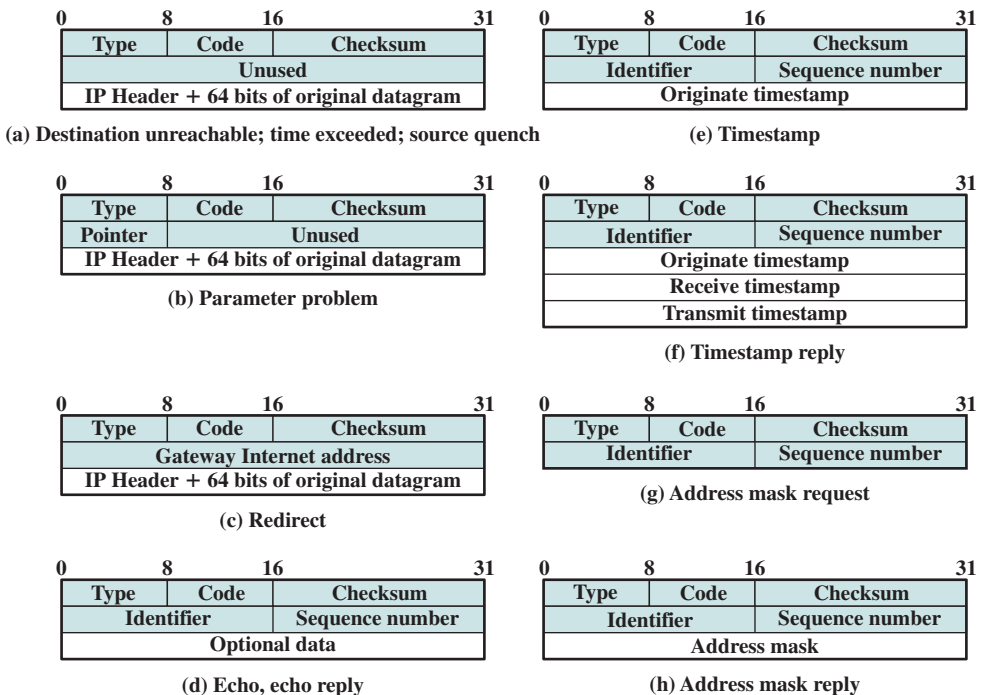 0 8 16 31
Type Code Checksum
Unused
IP Header + 64 bits of original datagram
(a) Destination unreachable; time exceeded; source quench
0 8 16 31
Type Code Checksum
Pointer Unused
IP Header + 64 bits of original datagram
(b) Parameter problem
0 8 16 31
Type Code Checksum
Gateway Internet address
IP Header + 64 bits of original datagram
(c) Redirect
0 8 16 31
Type Code Checksum
Identifier Sequence number
Optional data
(d) Echo, echo reply
0 8 16 31
Type Code Checksum
Identifier Sequence number
Originate timestamp
(e) Timestamp
0 8 16 31
Type Code Checksum
Identifier Sequence number
Originate timestamp
Receive timestamp
Transmit timestamp
(f) Timestamp reply
0 8 16 31
Type Code Checksum
Identifier Sequence number
(g) Address mask request
0 8 16 31
Type Code Checksum
Identifier Sequence number
Address mask
(h) Address mask reply